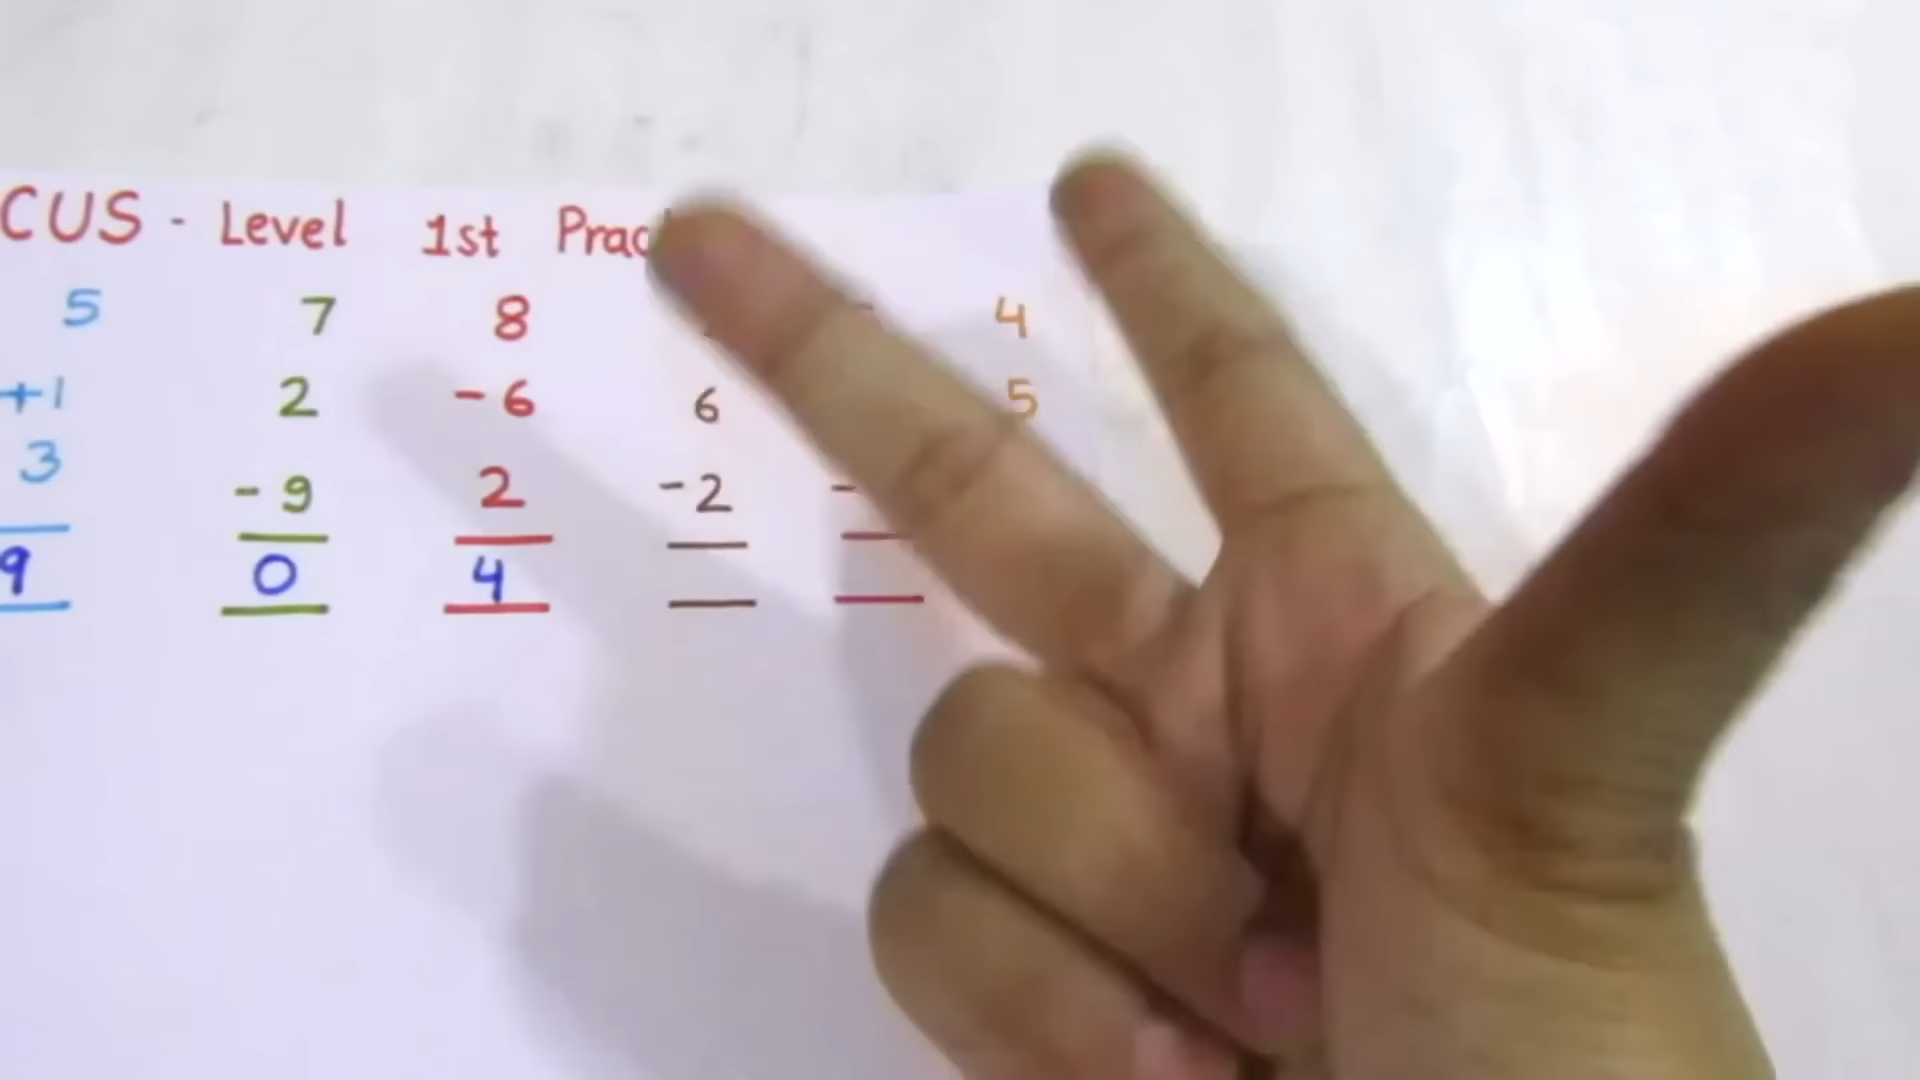 CUS - Level 1st Prac
5 7 8 4
+1 2 - 6 6 5
3 - 9 2 - 2 -
9 0 4